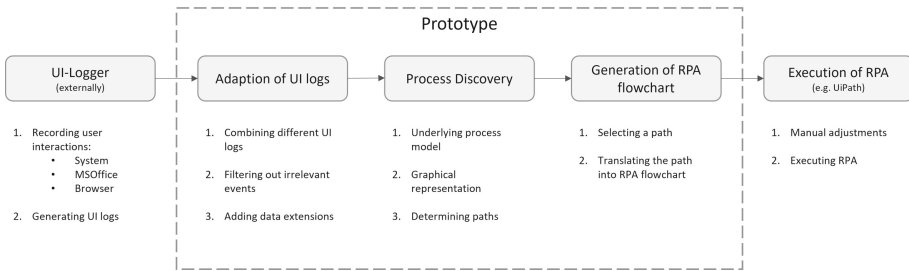 Prototype
UI-Logger
(externally)
Adaption of UI logs
Process Discovery
Generation of RPA
flowchart
Execution of RPA
(e.g. UiPath)
1. Recording user
interactions:
• System
• MSOffice
• Browser
2. Generating UI logs
1. Combining different UI
logs
2. Filtering out irrelevant
events
3. Adding data extensions
1. Underlying process
model
2. Graphical
representation
3. Determining paths
1. Selecting a path
2. Translating the path
into RPA flowchart
1. Manual adjustments
2. Executing RPA